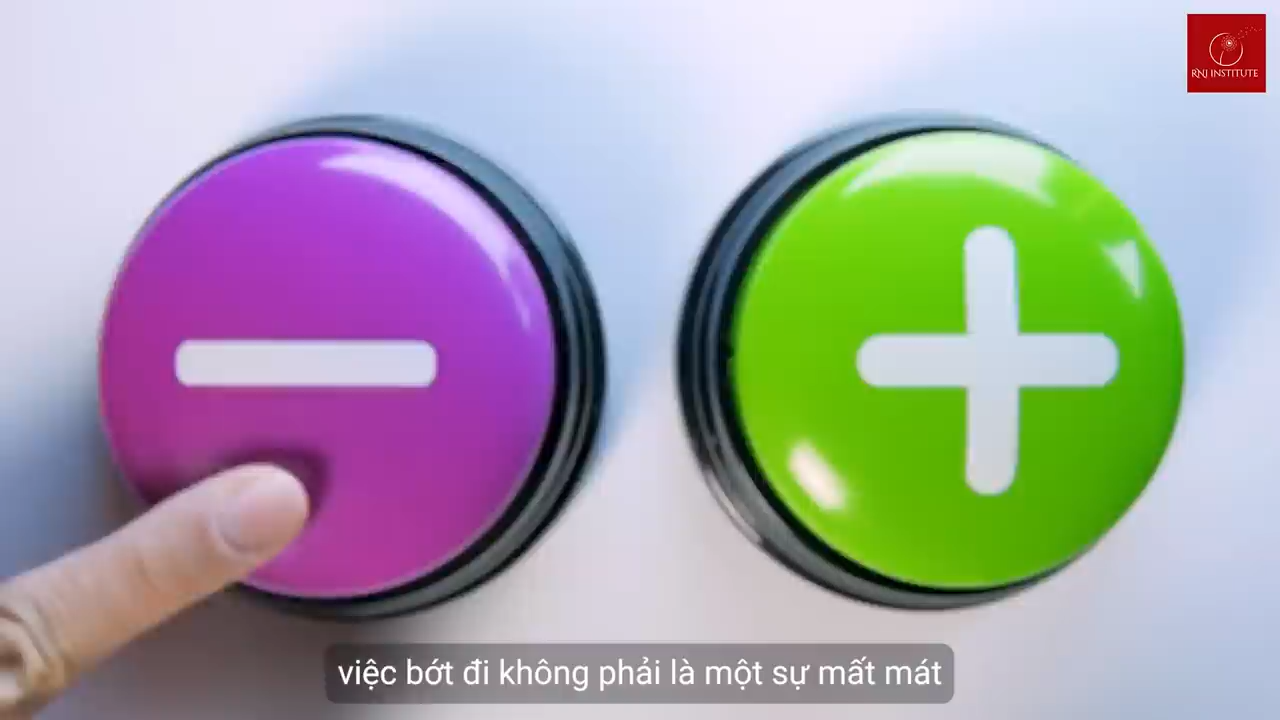 RNJ INSTITUTE
việc bớt đi không phải là một sự mất mát